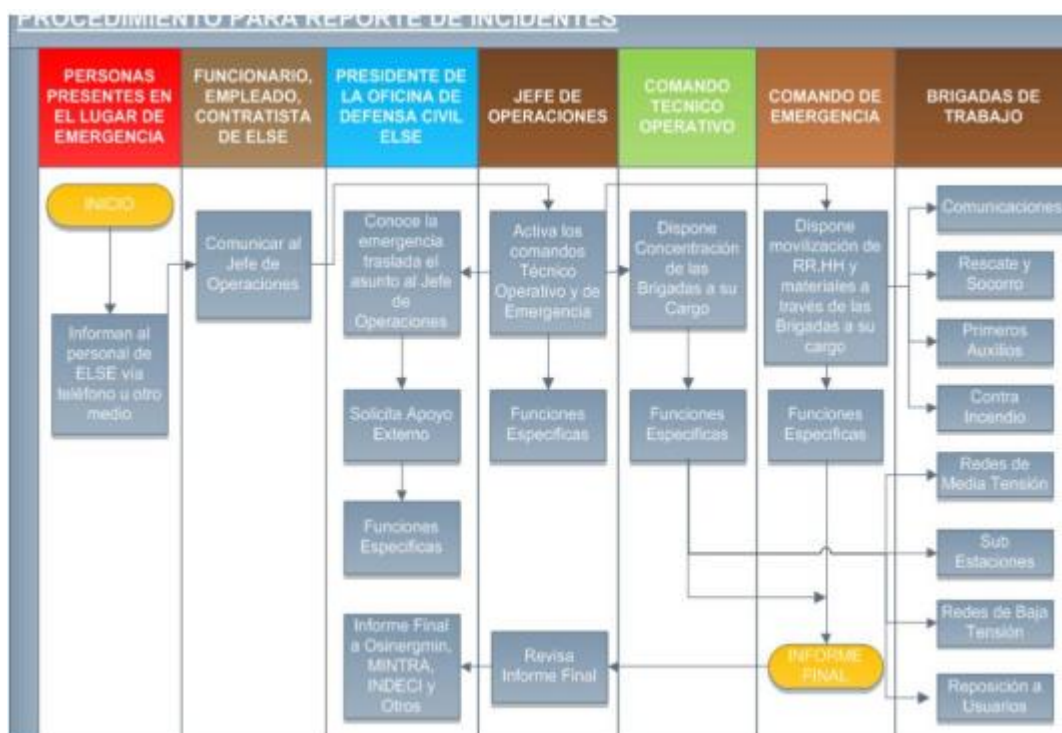 PROCEDIMIENTO PARA REPORTE DE INCIDENTES
PERSONAS
PRESENTES EN
EL LUGAR DE
EMERGENCIA
FUNCIONARIO,
EMPLEADO,
CONTRATISTA
DE ELSE
PRESIDENTE DE
LA OFICINA DE
DEFENSA CIVIL
ELSE
JEFE DE
OPERACIONES
COMANDO
TECNICO
OPERATIVO
COMANDO DE
EMERGENCIA
BRIGADAS DE
TRABAJO
INICIO
Informan al
personal de
ELSE vía
teléfono u otro
medio
Comunicar al
Jefe de
Operaciones
Conoce la
emergencia
traslada el
asunto al Jefe
de
Operaciones
Solicita Apoyo
Externo
Funciones
Específicas
Informe Final
a Osinergmin,
MINTRA,
INDECI y
Otros
Activa los
comandos
Técnico
Operativo y de
Emergencia
Funciones
Específicas
Revisa
Informe Final
Dispone
Concentración
de las
Brigadas a su
Cargo
Funciones
Específicas
Dispone
movilización de
RR.HH y
materiales a
través de las
Brigadas a su
cargo
Funciones
Específicas
INFORME
FINAL
Comunicaciones
Rescate y
Socorro
Primeros
Auxilios
Contra
Incendio
Redes de
Media Tensión
Sub
Estaciones
Redes de Baja
Tensión
Reposición a
Usuarios